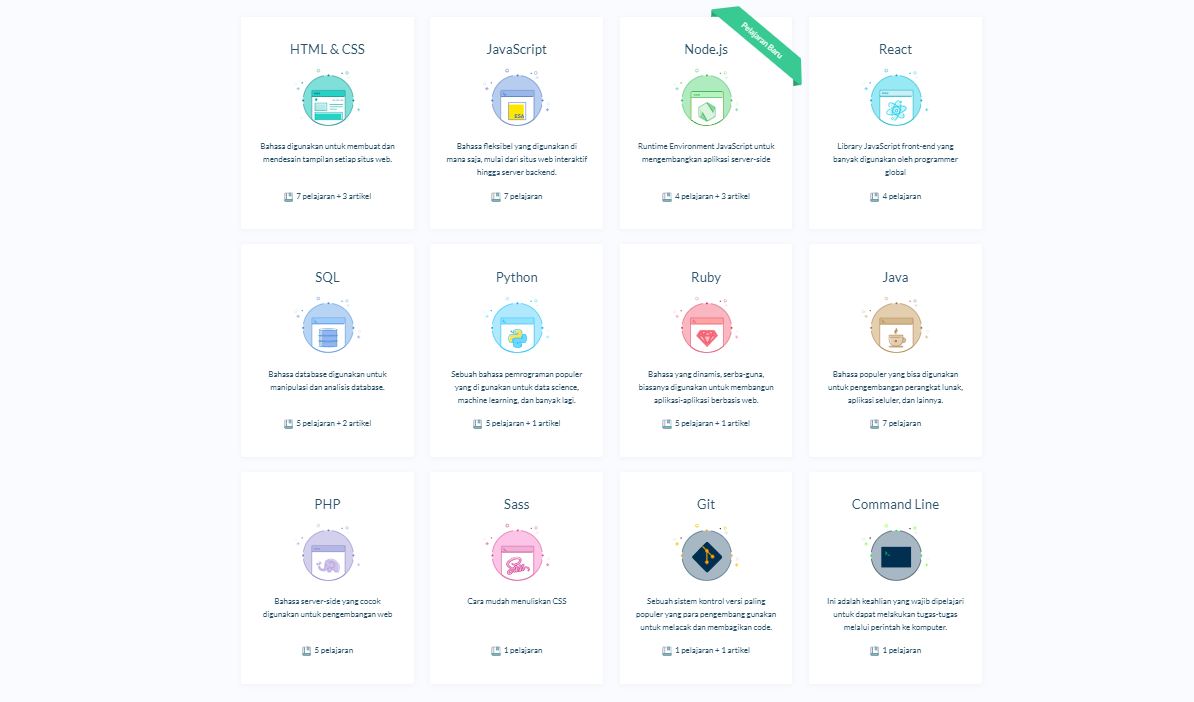 HTML & CSS
Bahasa digunakan untuk membuat dan
mendesain tampilan setiap situs web.
7 pelajaran + 3 artikel
JavaScript
ES6
Bahasa fleksibel yang digunakan di
mana saja, mulai dari situs web interaktif
hingga server backend.
7 pelajaran
Pelajaran Baru
Node.js
Runtime Environment JavaScript untuk
mengembangkan aplikasi server-side
4 pelajaran + 3 artikel
React
Library JavaScript front-end yang
banyak digunakan oleh programmer
global
4 pelajaran
SQL
Bahasa database digunakan untuk
manipulasi dan analisis database.
5 pelajaran + 2 artikel
Python
Sebuah bahasa pemrograman populer
yang di gunakan untuk data science,
machine learning, dan banyak lagi.
5 pelajaran + 1 artikel
Ruby
Bahasa yang dinamis, serba-guna,
biasanya digunakan untuk membangun
aplikasi-aplikasi berbasis web.
5 pelajaran + 1 artikel
Java
Bahasa populer yang bisa digunakan
untuk pengembangan perangkat lunak,
aplikasi seluler, dan lainnya.
7 pelajaran
PHP
Bahasa server-side yang cocok
digunakan untuk pengembangan web
5 pelajaran
Sass
Sass
Cara mudah menuliskan CSS
1 pelajaran
Git
Sebuah sistem kontrol versi paling
populer yang para pengembang gunakan
untuk melacak dan membagikan code.
1 pelajaran + 1 artikel
Command Line
Ini adalah keahlian yang wajib dipelajari
untuk dapat melakukan tugas-tugas
melalui perintah ke komputer.
1 pelajaran